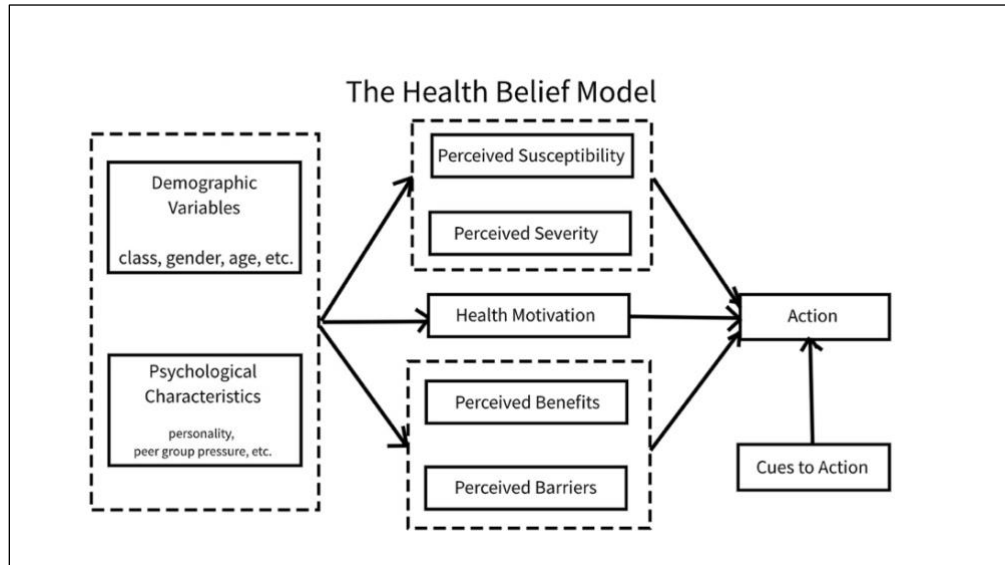 The Health Belief Model
Demographic
Variables
class, gender, age, etc.
Psychological
Characteristics
personality,
peer group pressure, etc.
Perceived Susceptibility
Perceived Severity
Health Motivation
Perceived Benefits
Perceived Barriers
Action
Cues to Action